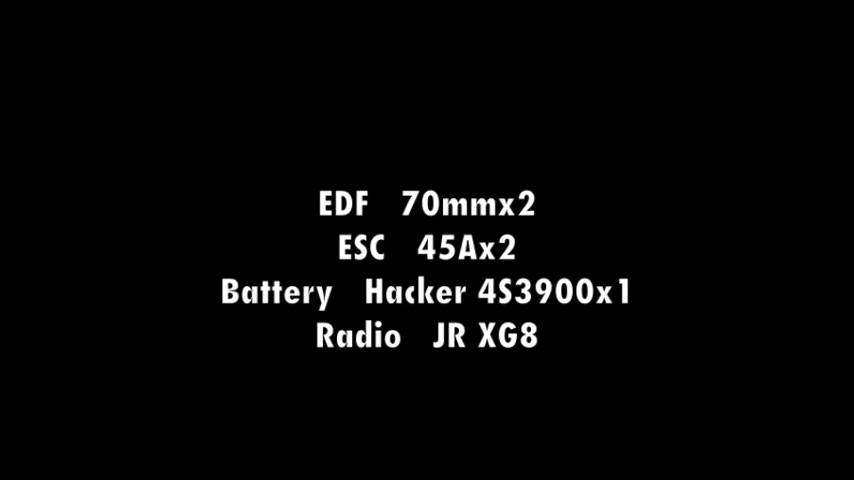 EDF 70mmx2
ESC 45Ax2
Battery Hacker 4S3900x1
Radio JR XG8